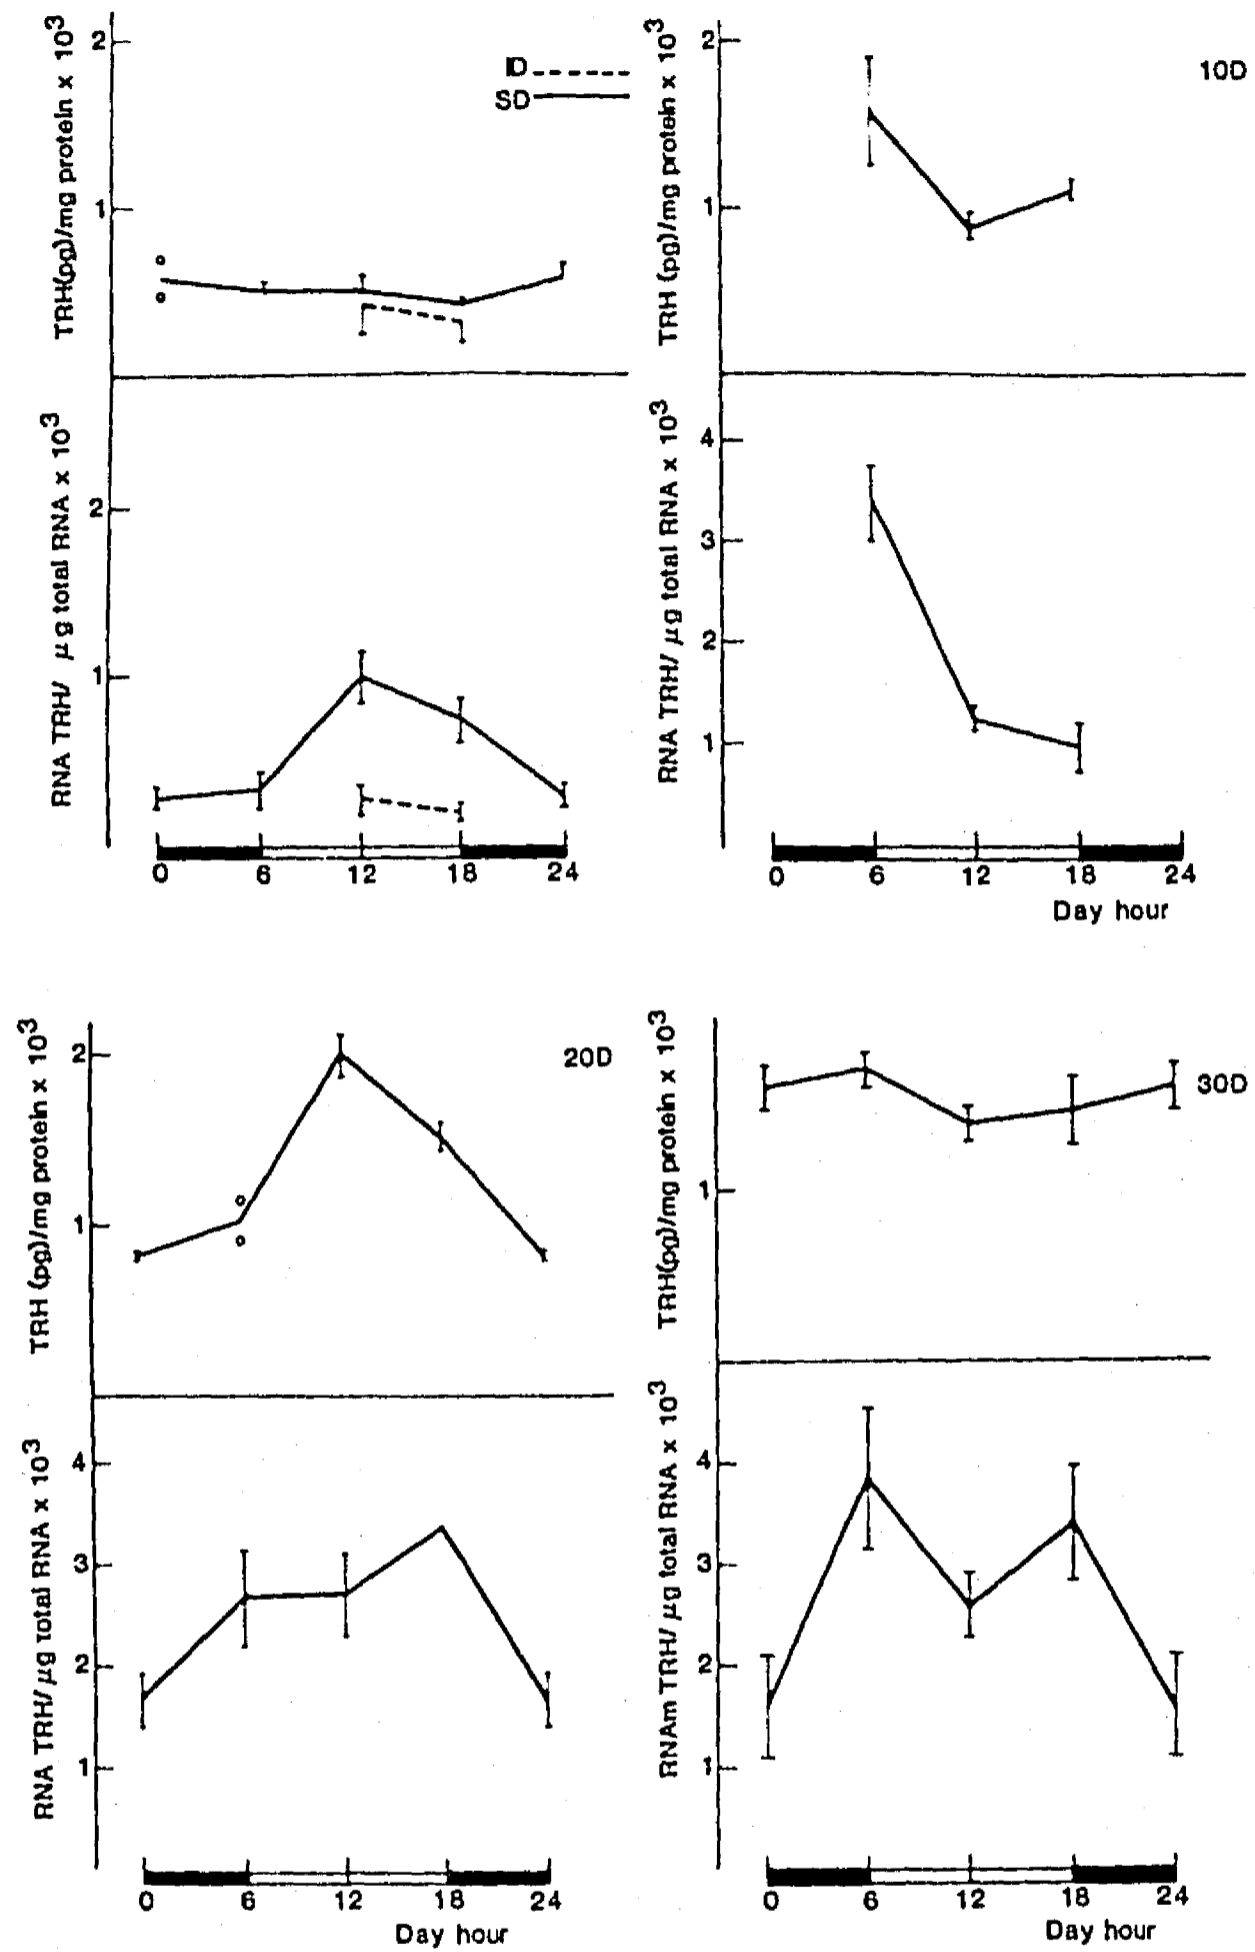 TRH(pg)/mg protein x 10³
2
1
1D
5D
RNA TRH/ μg total RNA x 10³
2
1
0 6 12 18 24
TRH (pg)/mg protein x 10³
2
1
10D
RNA TRH/ μg total RNA x 10³
4
3
2
1
0 6 12 18 24
Day hour
TRH (pg)/mg protein x 10³
2
1
20D
RNA TRH/ μg total RNA x 10³
4
3
2
1
0 6 12 18 24
Day hour
TRH(pg)/mg protein x 10³
1
30D
RNAm TRH/ μg total RNA x 10³
4
3
2
1
0 6 12 18 24
Day hour